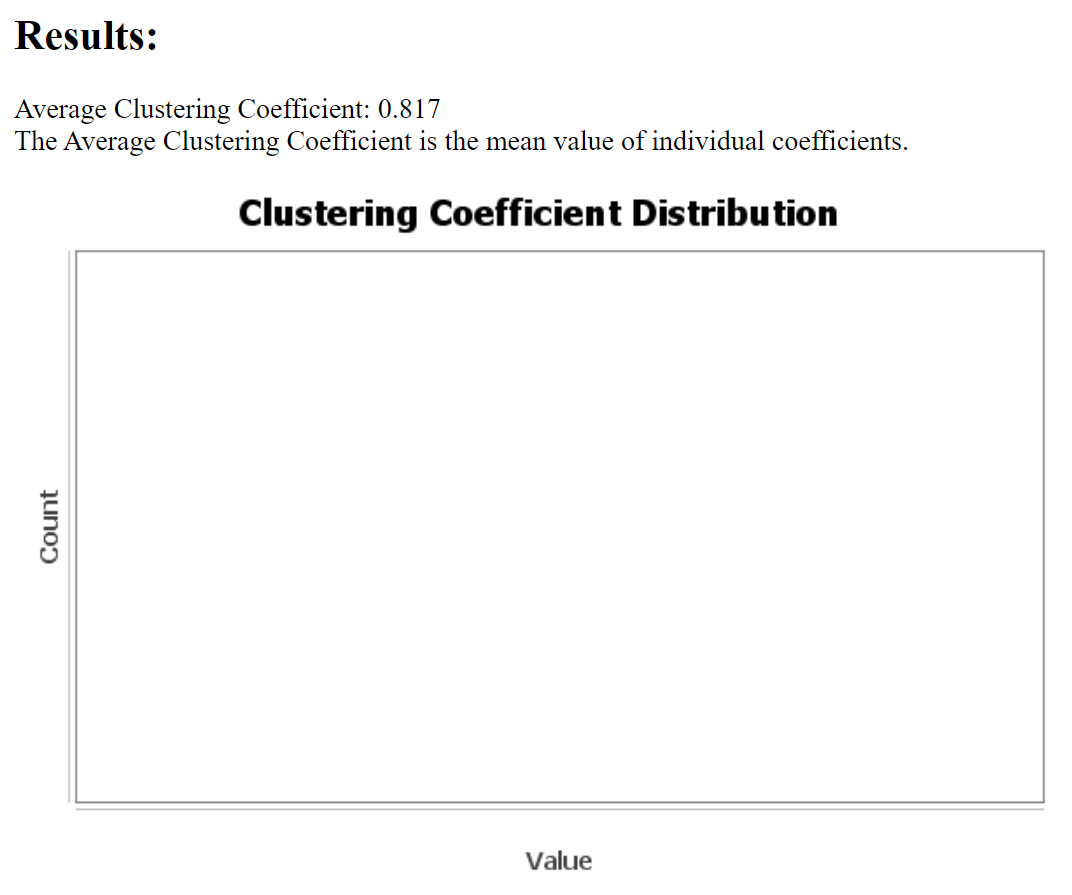 Results:
Average Clustering Coefficient: 0.817
The Average Clustering Coefficient is the mean value of individual coefficients.
Clustering Coefficient Distribution
Count
Value